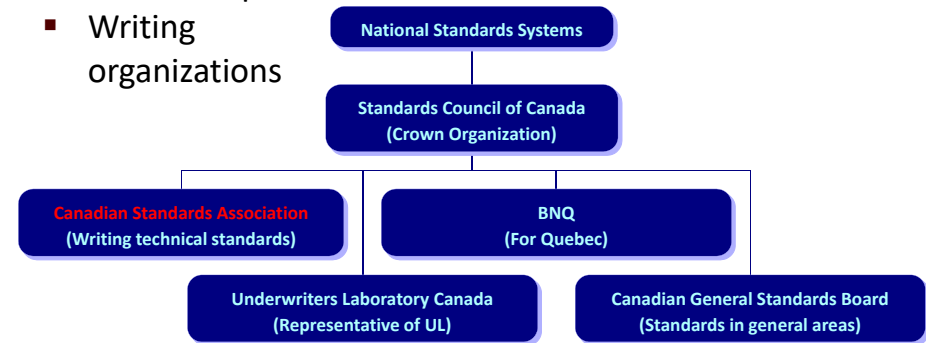 Writing
organizations
National Standards Systems
Standards Council of Canada
(Crown Organization)
Canadian Standards Association
(Writing technical standards)
BNQ
(For Quebec)
Underwriters Laboratory Canada
(Representative of UL)
Canadian General Standards Board
(Standards in general areas)